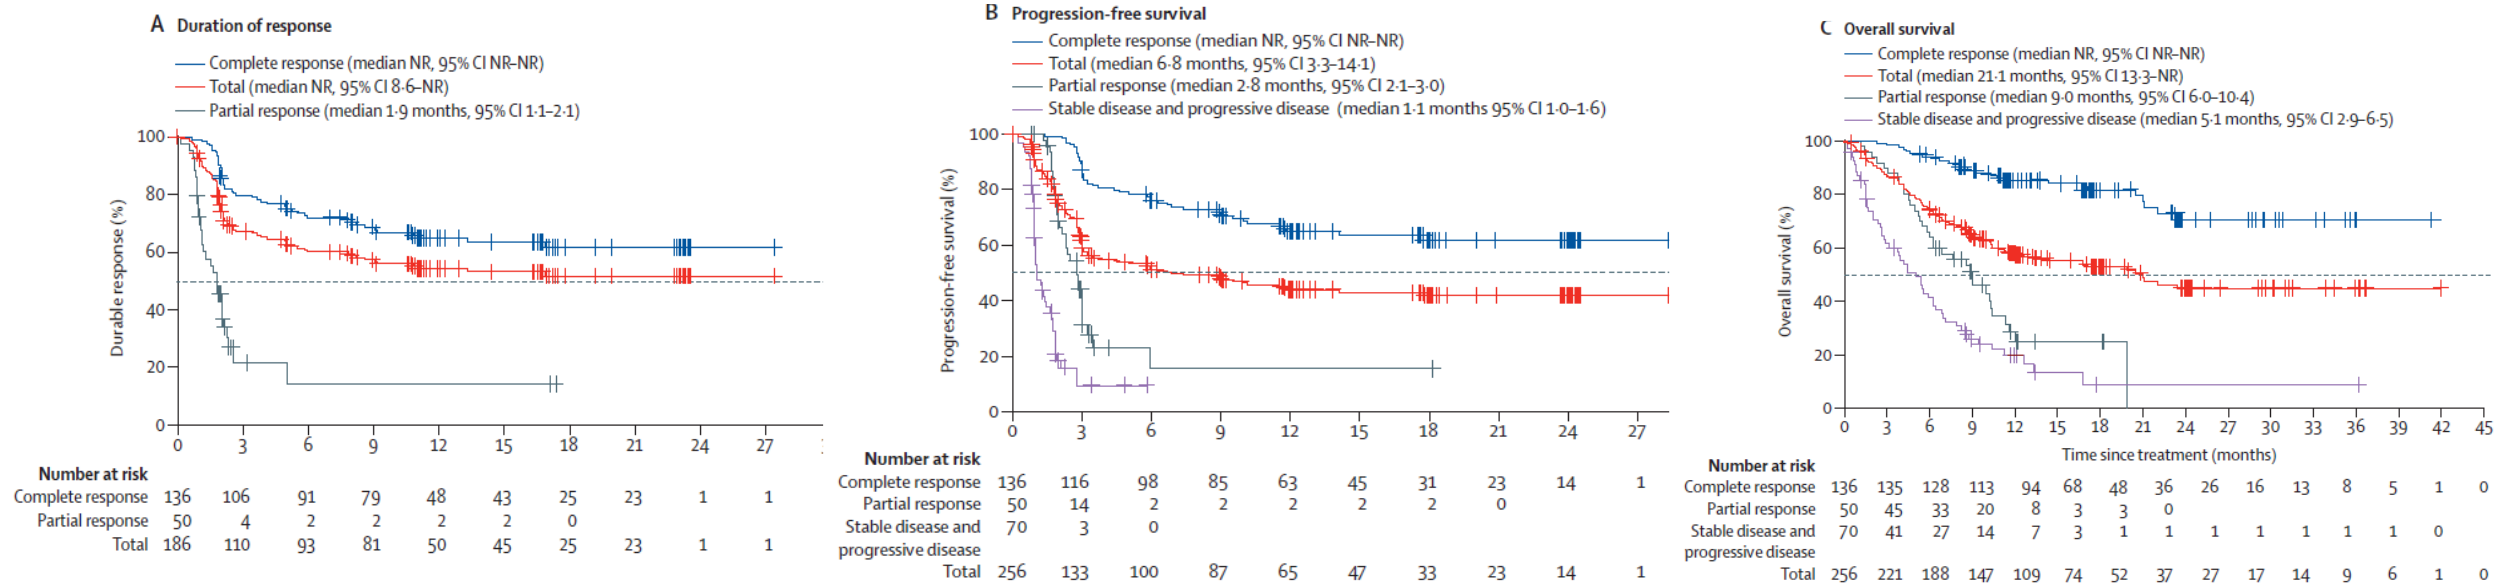 A Duration of response
Complete response (median NR, 95% CI NR–NR)
Total (median NR, 95% CI 8·6–NR)
Partial response (median 1·9 months, 95% CI 1·1–2·1)
Durable response (%)
100
80
60
40
20
0
0 3 6 9 12 15 18 21 24 27
Number at risk
Complete response 136 106 91 79 48 43 25 23 1 1
Partial response 50 4 2 2 2 2 0
Total 186 110 93 81 50 45 25 23 1 1
B Progression-free survival
Complete response (median NR, 95% CI NR–NR)
Total (median 6·8 months, 95% CI 3·3–14·1)
Partial response (median 2·8 months, 95% CI 2·1–3·0)
Stable disease and progressive disease (median 1·1 months 95% CI 1·0–1·6)
Progression-free survival (%)
100
80
60
40
20
0
0 3 6 9 12 15 18 21 24 27
Number at risk
Complete response 136 116 98 85 63 45 31 23 14 1
Partial response 50 14 2 2 2 2 2 0
Stable disease and 70 3 0
progressive disease
Total 256 133 100 87 65 47 33 23 14 1
C Overall survival
Complete response (median NR, 95% CI NR–NR)
Total (median 21·1 months, 95% CI 13·3–NR)
Partial response (median 9·0 months, 95% CI 6·0–10·4)
Stable disease and progressive disease (median 5·1 months, 95% CI 2·9–6·5)
Overall survival (%)
100
80
60
40
20
0
0 3 6 9 12 15 18 21 24 27 30 33 36 39 42 45
Time since treatment (months)
Number at risk
Complete response 136 135 128 113 94 68 48 36 26 16 13 8 5 1 0
Partial response 50 45 33 20 8 3 3 0
Stable disease and 70 41 27 14 7 3 1 1 1 1 1 1 1 0
progressive disease
Total 256 221 188 147 109 74 52 37 27 17 14 9 6 1 0